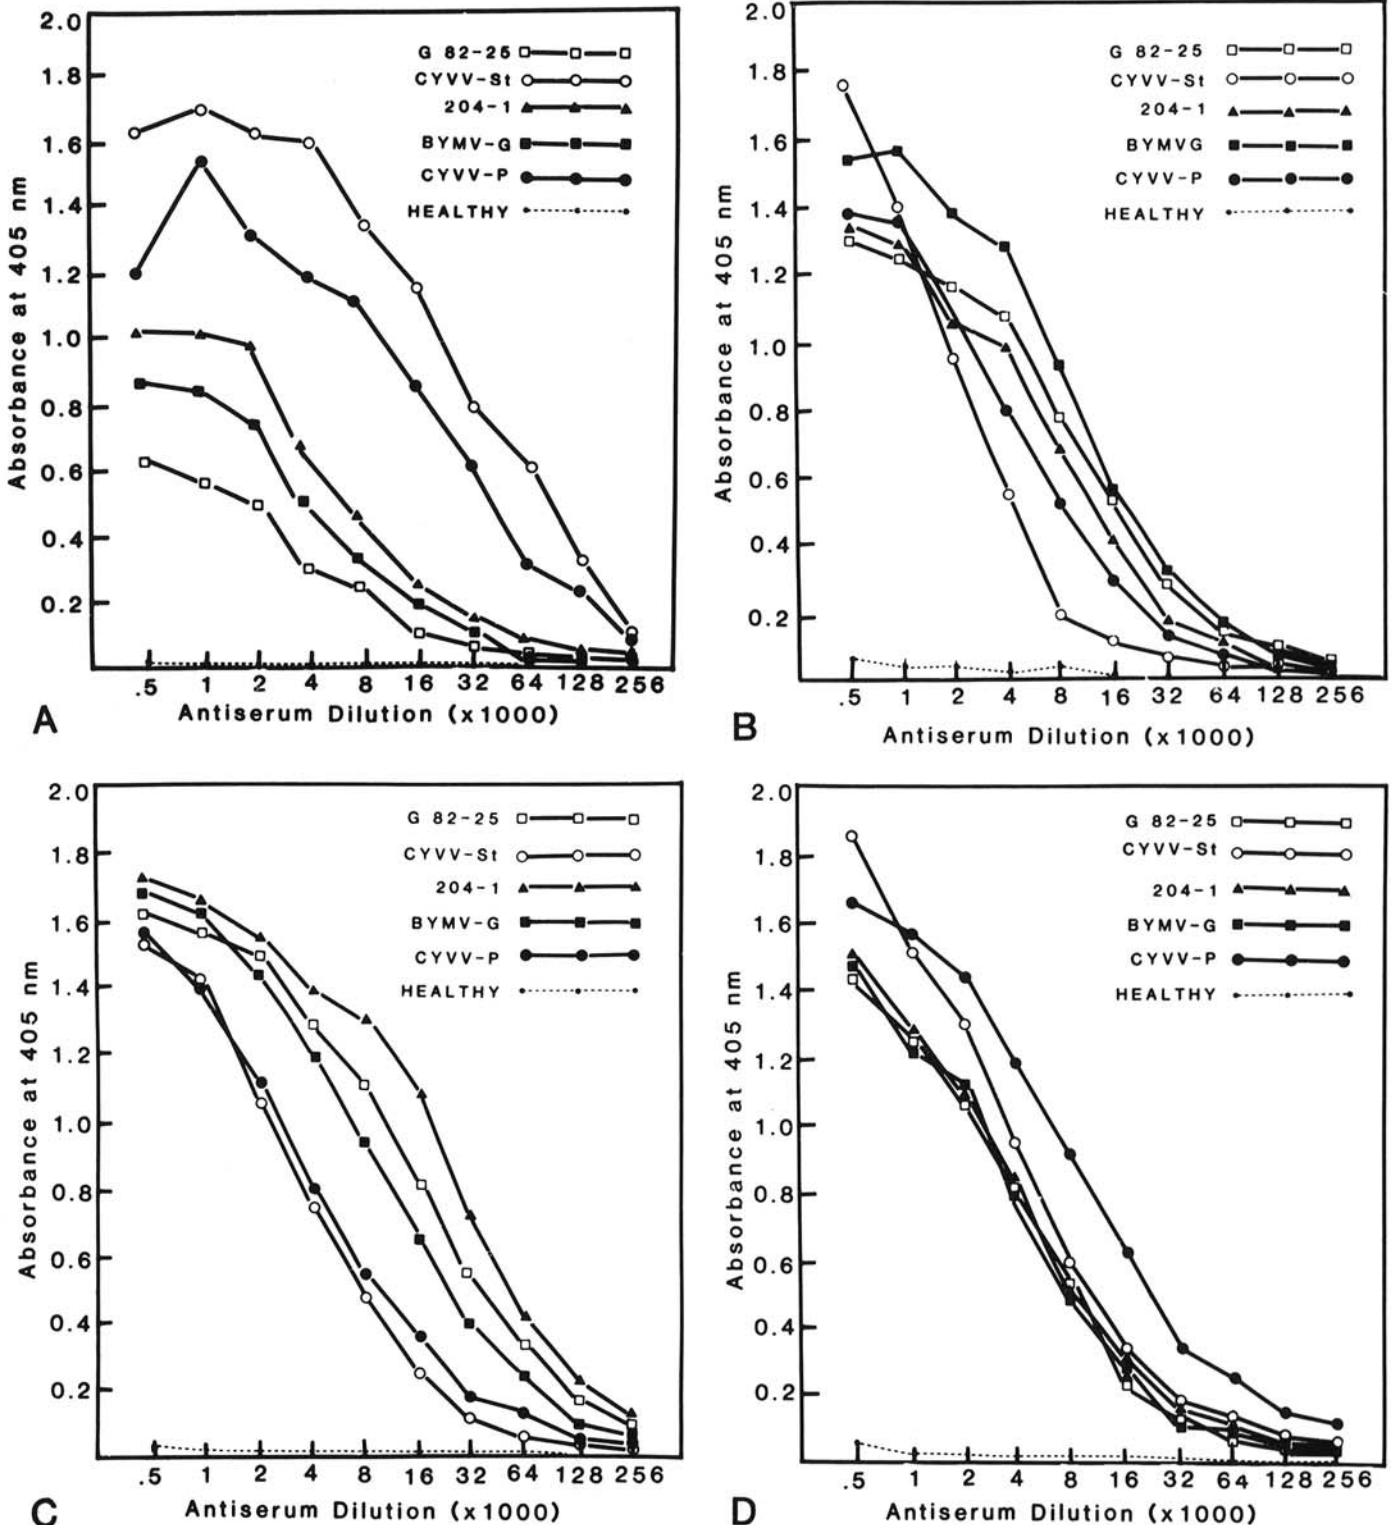 2.0
1.8
1.6
1.4
1.2
1.0
0.8
0.6
0.4
0.2
Absorbance at 405 nm
G 82-25
CYVV-St
204-1
BYMV-G
CYVV-P
HEALTHY
.5 1 2 4 8 16 32 64 128 256
Antiserum Dilution (x1000)
A
2.0
1.8
1.6
1.4
1.2
1.0
0.8
0.6
0.4
0.2
Absorbance at 405 nm
G 82-25
CYVV-St
204-1
BYMVG
CYVV-P
HEALTHY
.5 1 2 4 8 16 32 64 128 256
Antiserum Dilution (x1000)
B
2.0
1.8
1.6
1.4
1.2
1.0
0.8
0.6
0.4
0.2
Absorbance at 405 nm
G 82-25
CYVV-St
204-1
BYMV-G
CYVV-P
HEALTHY
.5 1 2 4 8 16 32 64 128 256
Antiserum Dilution (x1000)
C
2.0
1.8
1.6
1.4
1.2
1.0
0.8
0.6
0.4
0.2
Absorbance at 405 nm
G 82-25
CYVV-St
204-1
BYMV-G
CYVV-P
HEALTHY
.5 1 2 4 8 16 32 64 128 256
Antiserum Dilution (x1000)
D